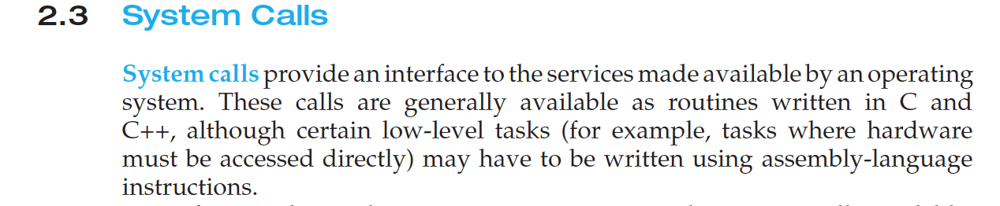 2.3 System Calls
System calls provide an interface to the services made available by an operating
system. These calls are generally available as routines written in C and
C++, although certain low-level tasks (for example, tasks where hardware
must be accessed directly) may have to be written using assembly-language
instructions.